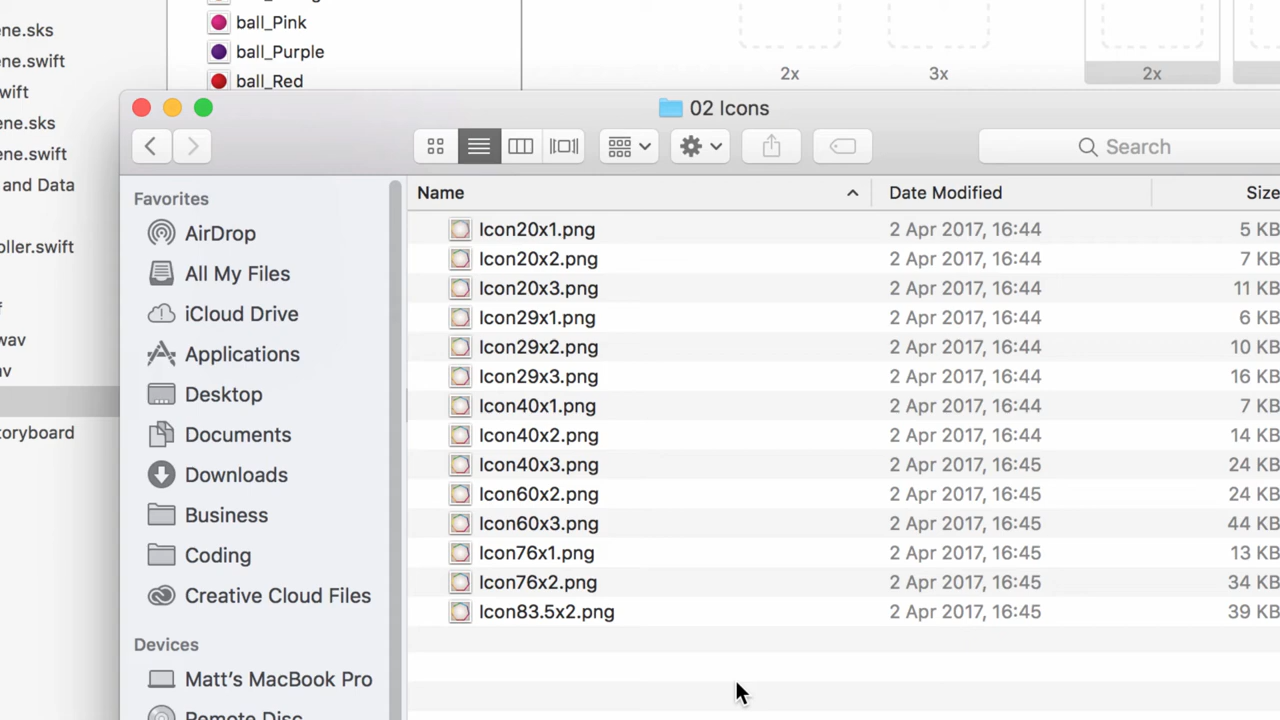 ene.sks
ene.swift
wift
ene.sks
ene.swift
and Data
oller.swift
wav
toryboard
ball_Pink
ball_Purple
ball_Red
2x
3x
2x
02 Icons
Search
Favorites
AirDrop
All My Files
iCloud Drive
Applications
Desktop
Documents
Downloads
Business
Coding
Creative Cloud Files
Devices
Matt’s MacBook Pro
Remote Disc
Name Date Modified Size
Icon20x1.png 2 Apr 2017, 16:44 5 KB
Icon20x2.png 2 Apr 2017, 16:44 7 KB
Icon20x3.png 2 Apr 2017, 16:44 11 KB
Icon29x1.png 2 Apr 2017, 16:44 6 KB
Icon29x2.png 2 Apr 2017, 16:44 10 KB
Icon29x3.png 2 Apr 2017, 16:44 16 KB
Icon40x1.png 2 Apr 2017, 16:44 7 KB
Icon40x2.png 2 Apr 2017, 16:44 14 KB
Icon40x3.png 2 Apr 2017, 16:45 24 KB
Icon60x2.png 2 Apr 2017, 16:45 24 KB
Icon60x3.png 2 Apr 2017, 16:45 44 KB
Icon76x1.png 2 Apr 2017, 16:45 13 KB
Icon76x2.png 2 Apr 2017, 16:45 34 KB
Icon83.5x2.png 2 Apr 2017, 16:45 39 KB